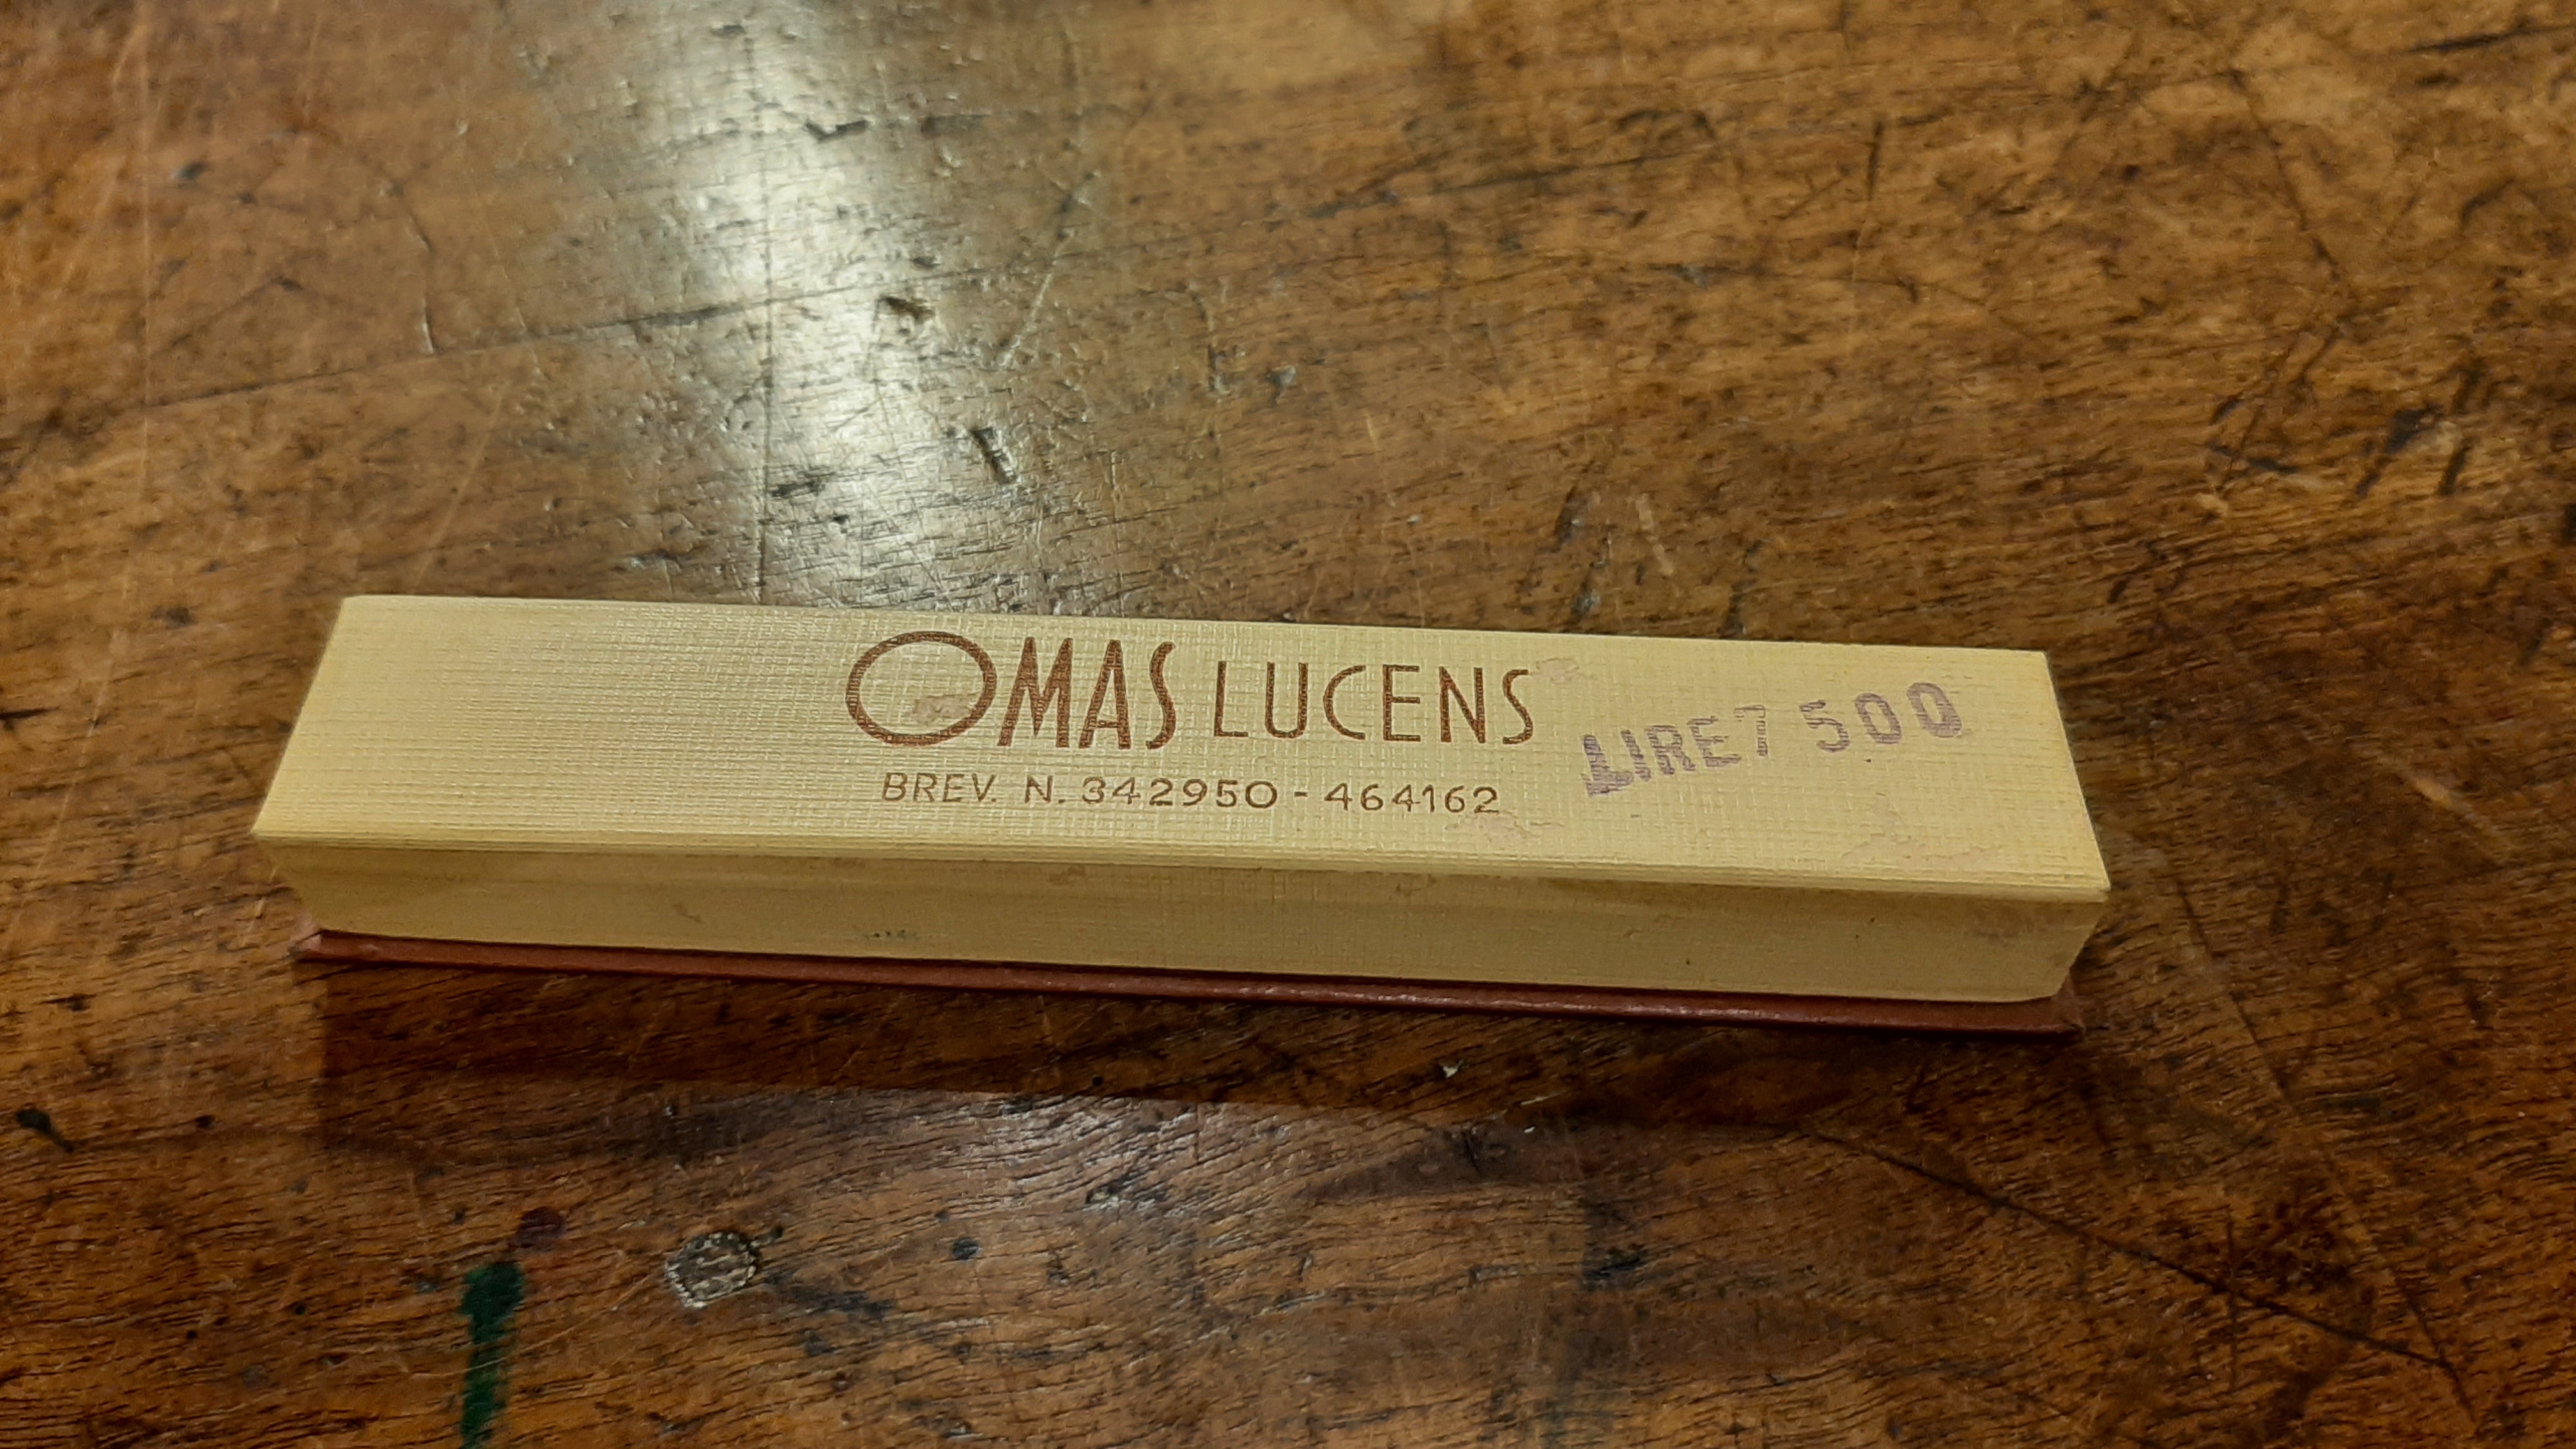 OMAS LUCENS
BREV. N. 342950 - 464162
LIRE 7 500